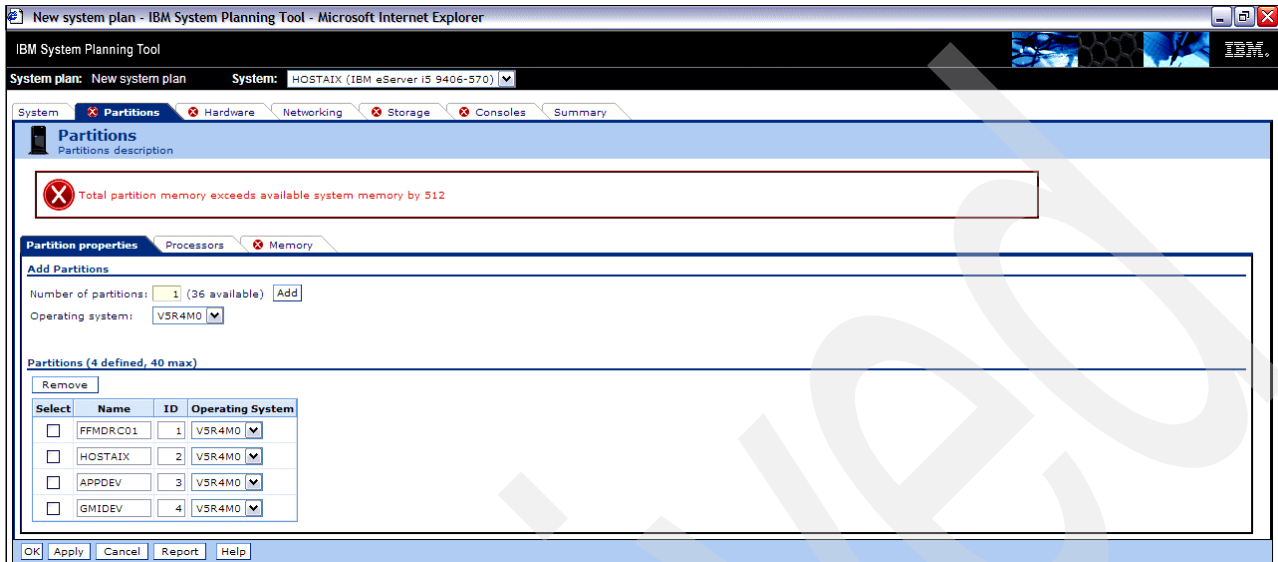 New system plan - IBM System Planning Tool - Microsoft Internet Explorer
IBM System Planning Tool
IBM.
System plan: New system plan System: HOSTAIX (IBM eServer i5 9406-570)
System Partitions Hardware Networking Storage Consoles Summary
Partitions
Partitions description
Total partition memory exceeds available system memory by 512
Partition properties Processors Memory
Add Partitions
Number of partitions: 1 (36 available) Add
Operating system: V5R4M0
Partitions (4 defined, 40 max)
Remove
Select Name ID Operating System
FFMDRC01 1 V5R4M0
HOSTAIX 2 V5R4M0
APPDEV 3 V5R4M0
GMIDEV 4 V5R4M0
OK Apply Cancel Report Help